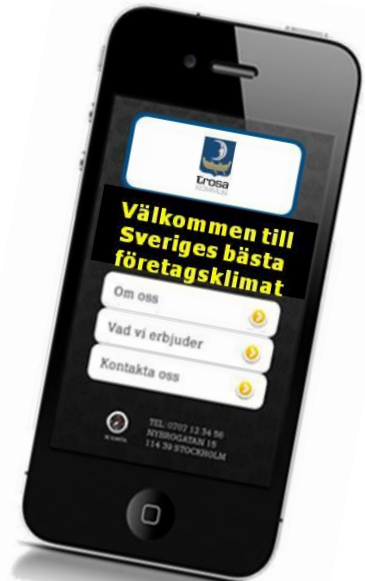 Trosa
KOMMUN
Välkommen till
Sveriges bästa
företagsklimat
Om oss
Vad vi erbjuder
Kontakta oss
TEL: 0707 12 34 56
NYBROGATAN 15
114 39 STOCKHOLM